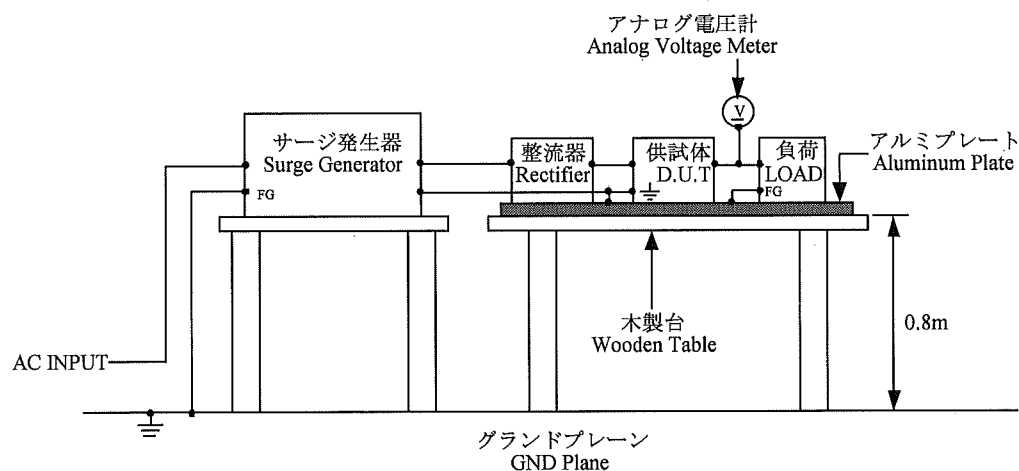 アナログ電圧計
Analog Voltage Meter
V
サージ発生器
Surge Generator
FG
整流器
Rectifier
供試体
D.U.T
負荷
LOAD
FG
アルミプレート
Aluminum Plate
木製台
Wooden Table
0.8m
AC INPUT
グランドプレーン
GND Plane